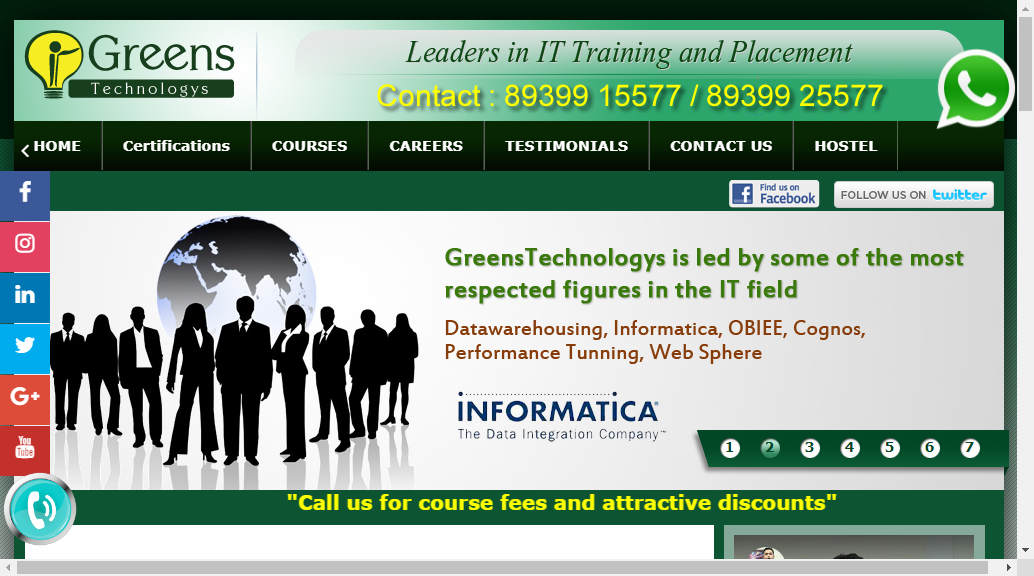 Greens
Technologys
Leaders in IT Training and Placement
Contact : 89399 15577 / 89399 25577
HOME
Certifications
COURSES
CAREERS
TESTIMONIALS
CONTACT US
HOSTEL
Find us on
Facebook
FOLLOW US ON twitter
GreensTechnologys is led by some of the most
respected figures in the IT field
Datawarehousing, Informatica, OBIEE, Cognos,
Performance Tunning, Web Sphere
INFORMATICA®
The Data Integration Company™
1 2 3 4 5 6 7
You
Tube
"Call us for course fees and attractive discounts"